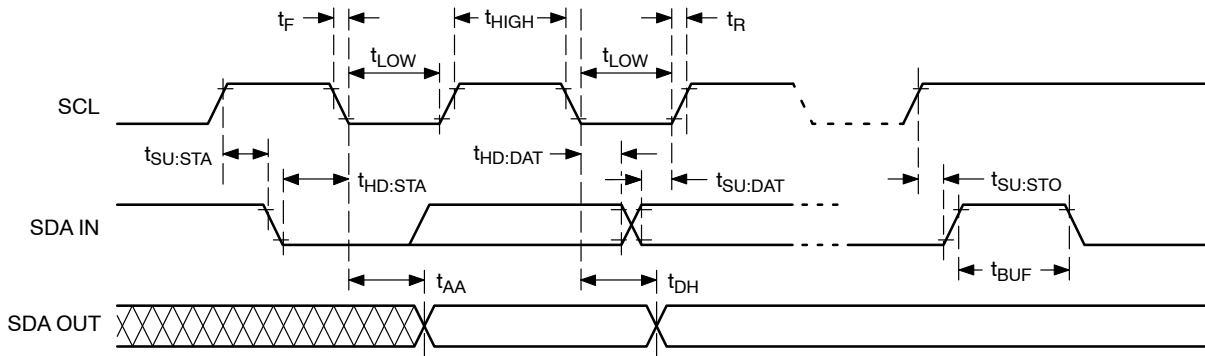 tF
tHIGH
tR
tLOW
tLOW
SCL
tSU:STA
tHD:STA
tHD:DAT
tSU:DAT
tSU:STO
SDA IN
tBUF
tAA
tDH
SDA OUT